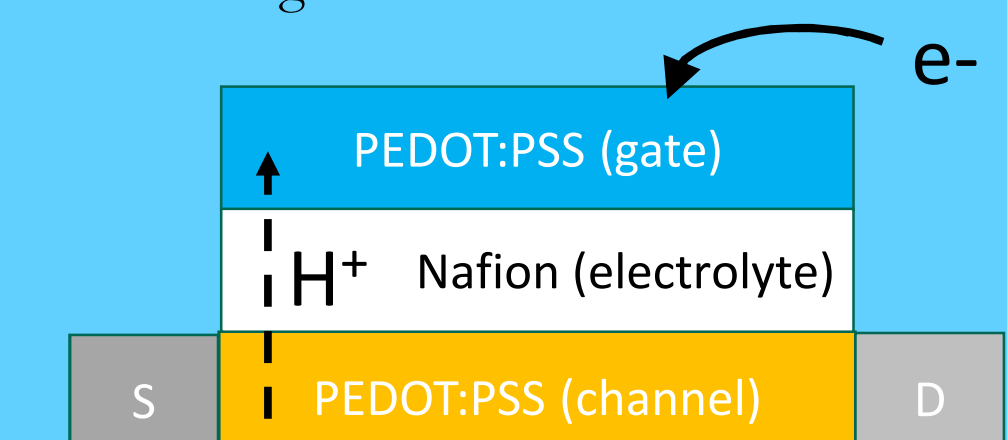 e-
PEDOT:PSS (gate)
H⁺ Nafion (electrolyte)
S PEDOT:PSS (channel) D